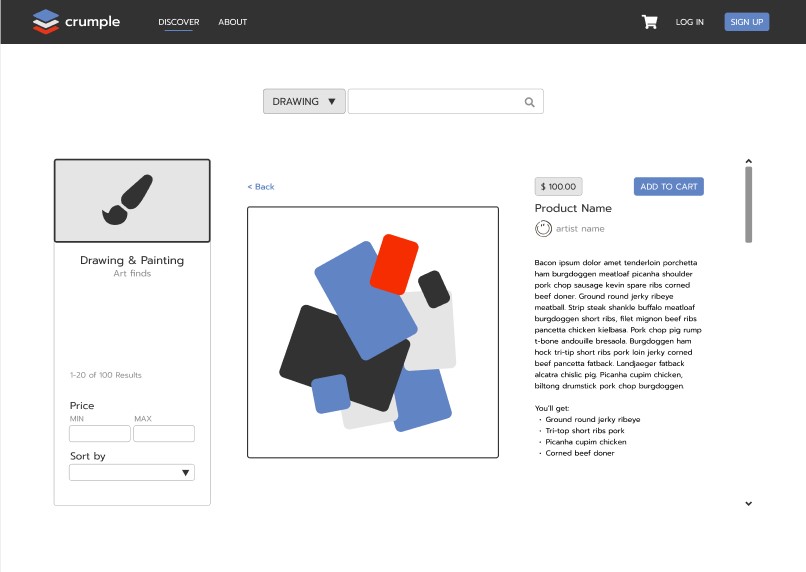 crumple
DISCOVER
ABOUT
LOG IN
SIGN UP
DRAWING
Drawing & Painting
Art finds
1-20 of 100 Results
Price
MIN
MAX
Sort by
< Back
$ 100.00
ADD TO CART
Product Name
artist name
Bacon ipsum dolor amet tenderloin porchetta
ham burgdoggen meatloaf picanha shoulder
pork chop sausage kevin spare ribs corned
beef doner. Ground round jerky ribeye
meatball. Strip steak shankle buffalo meatloaf
burgdoggen short ribs, filet mignon beef ribs
pancetta chicken kielbasa. Pork chop pig rump
t-bone andouille bresaola. Burgdoggen ham
hock tri-tip short ribs pork loin jerky corned
beef pancetta fatback. Landjaeger fatback
alcatra chislic pig. Picanha cupim chicken,
biltong drumstick pork chop burgdoggen.
You'll get:
• Ground round jerky ribeye
• Tri-top short ribs pork
• Picanha cupim chicken
• Corned beef doner